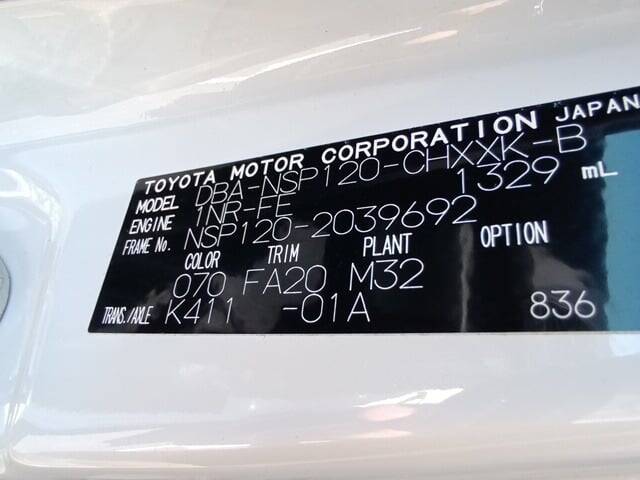 TOYOTA MOTOR CORPORATION JAPAN
MODEL DBA-NSP120-CHXXK-B
ENGINE 1NR-FE 1329 mL
FRAME No. NSP120-2039692
COLOR TRIM PLANT OPTION
070 FA20 M32
TRANS./AXLE K411 -01A 836